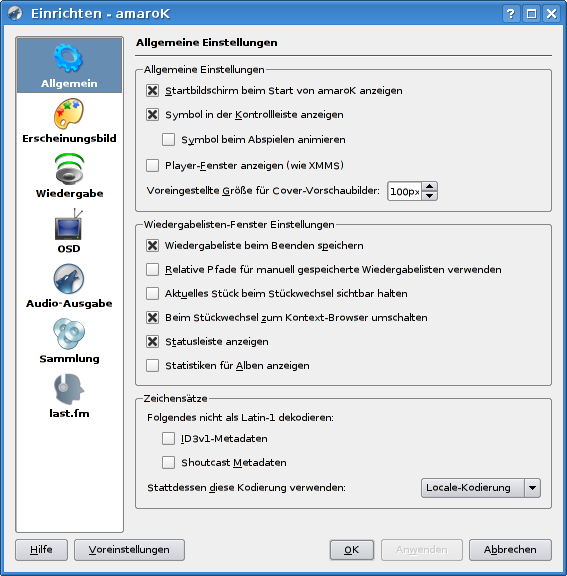 Einrichten - amaroK
Allgemein
Erscheinungsbild
Wiedergabe
OSD
Audio-Ausgabe
Sammlung
last.fm
Allgemeine Einstellungen
Allgemeine Einstellungen
Startbildschirm beim Start von amaroK anzeigen
Symbol in der Kontrollleiste anzeigen
Symbol beim Abspielen animieren
Player-Fenster anzeigen (wie XMMS)
Voreingestellte Größe für Cover-Vorschaubilder: 100px
Wiedergabelisten-Fenster Einstellungen
Wiedergabeliste beim Beenden speichern
Relative Pfade für manuell gespeicherte Wiedergabelisten verwenden
Aktuelles Stück beim Stückwechsel sichtbar halten
Beim Stückwechsel zum Kontext-Browser umschalten
Statusleiste anzeigen
Statistiken für Alben anzeigen
Zeichensätze
Folgendes nicht als Latin-1 dekodieren:
ID3v1-Metadaten
Shoutcast Metadaten
Stattdessen diese Kodierung verwenden: Locale-Kodierung
Hilfe Voreinstellungen OK Anwenden Abbrechen